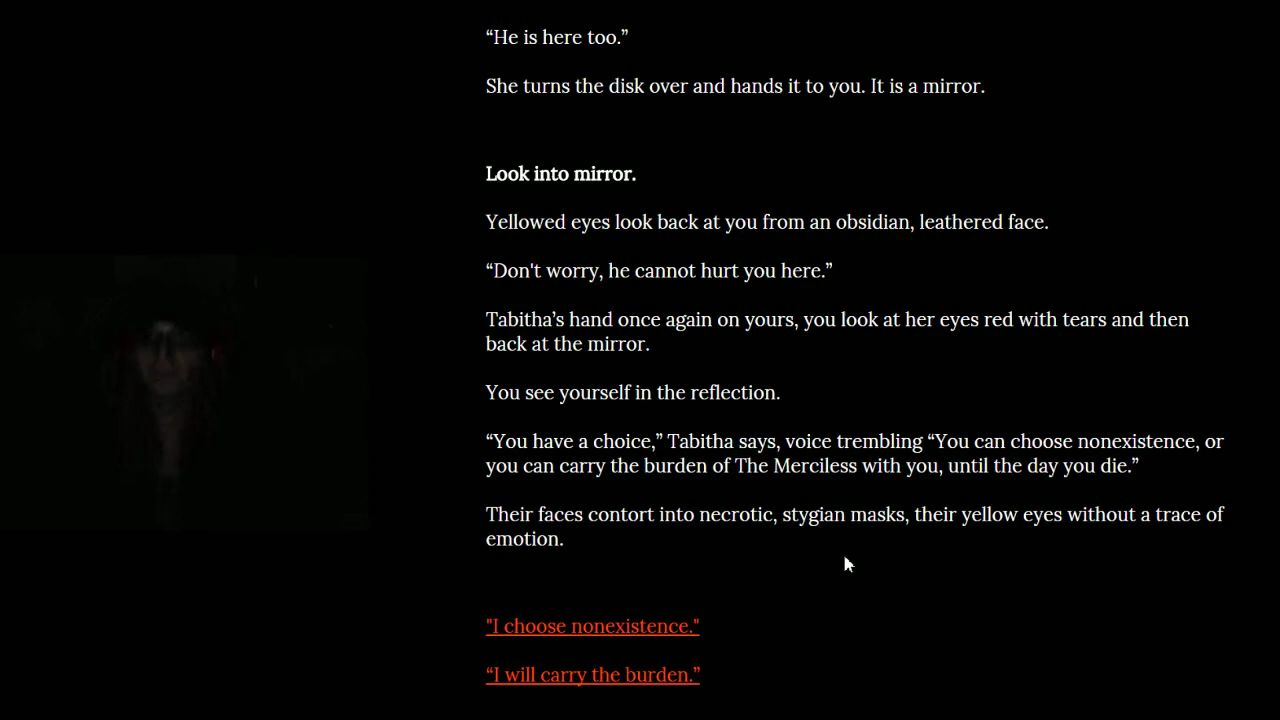 “He is here too.”
She turns the disk over and hands it to you. It is a mirror.
Look into mirror.
Yellowed eyes look back at you from an obsidian, leathered face.
“Don't worry, he cannot hurt you here.”
Tabitha’s hand once again on yours, you look at her eyes red with tears and then
back at the mirror.
You see yourself in the reflection.
“You have a choice,” Tabitha says, voice trembling “You can choose nonexistence, or
you can carry the burden of The Merciless with you, until the day you die.”
Their faces contort into necrotic, stygian masks, their yellow eyes without a trace of
emotion.
"I choose nonexistence."
“I will carry the burden.”